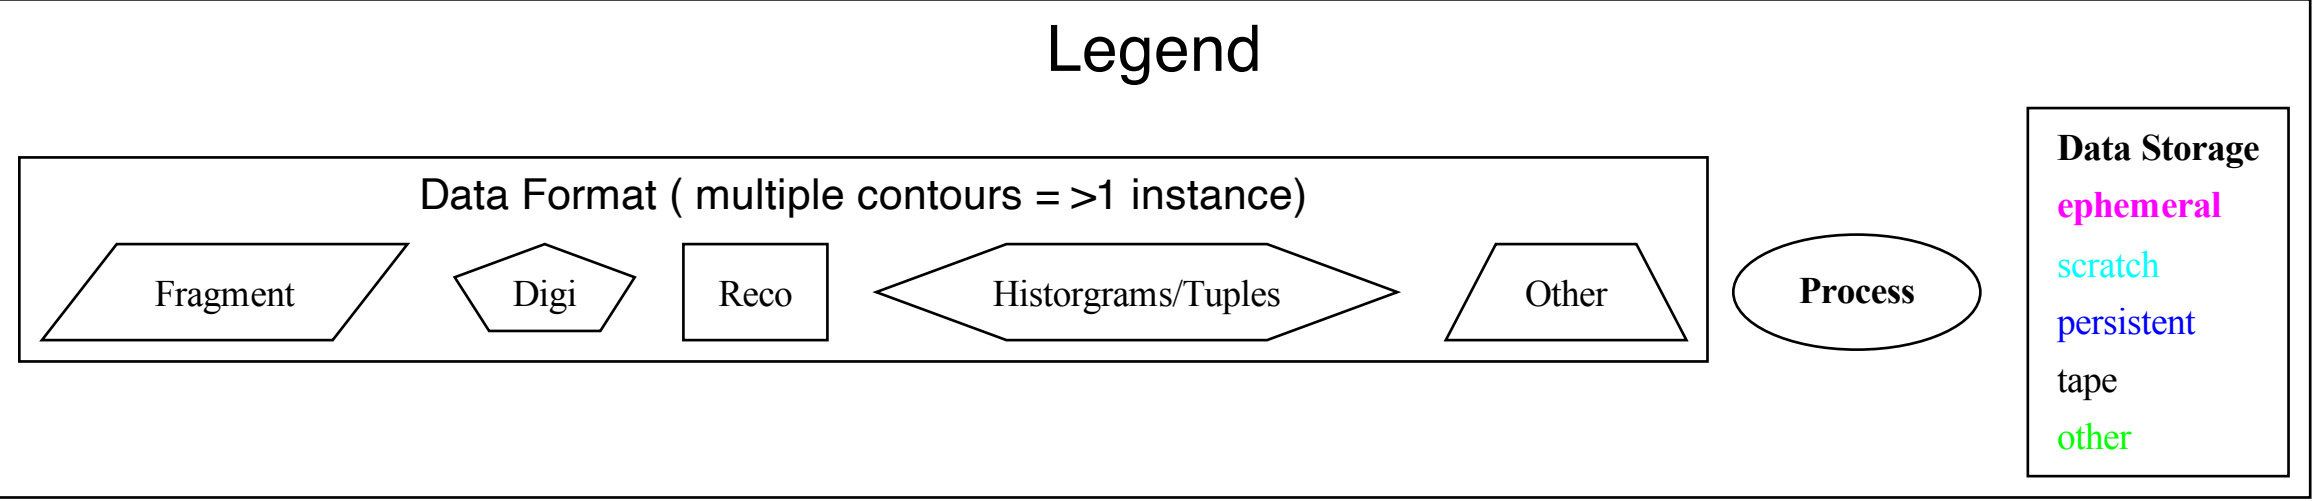 Legend
Data Format ( multiple contours = >1 instance)
Fragment
Digi
Reco
Historgrams/Tuples
Other
Process
Data Storage
ephemeral
scratch
persistent
tape
other